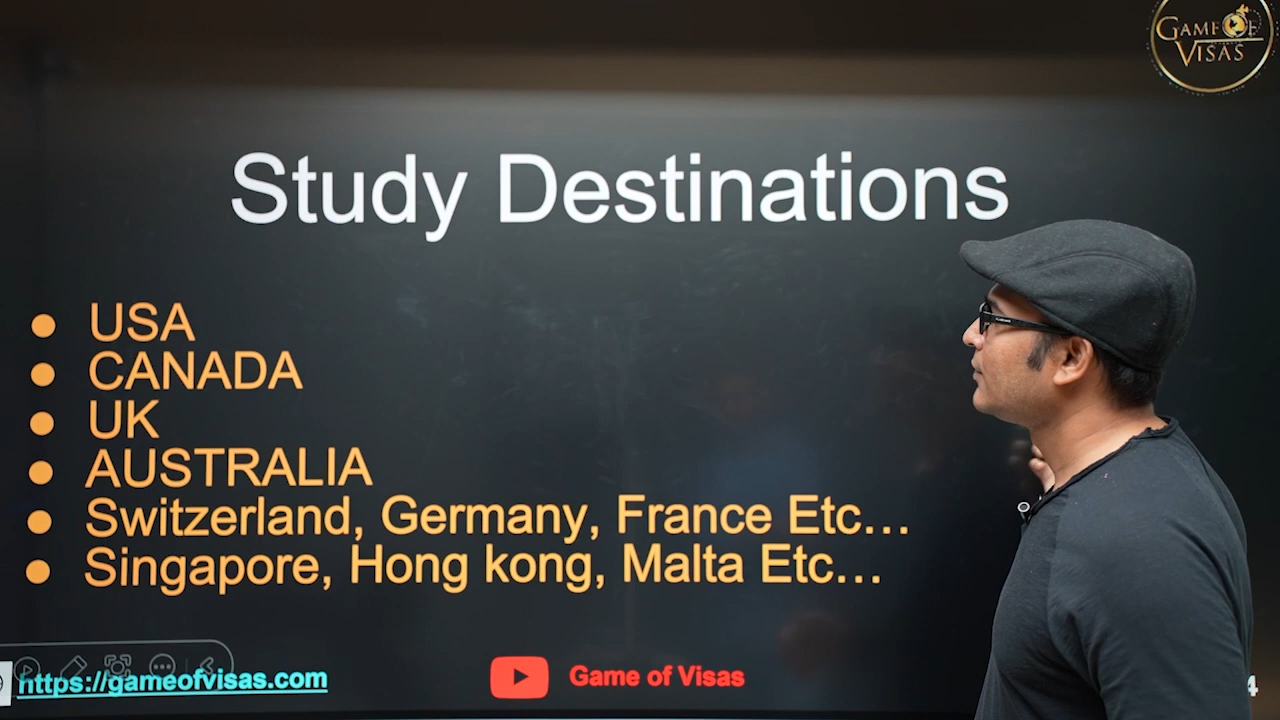 GAME OF
VISAS
Study Destinations
● USA
● CANADA
● UK
● AUSTRALIA
● Switzerland, Germany, France Etc...
● Singapore, Hong kong, Malta Etc...
https://gameofvisas.com
Game of Visas
4